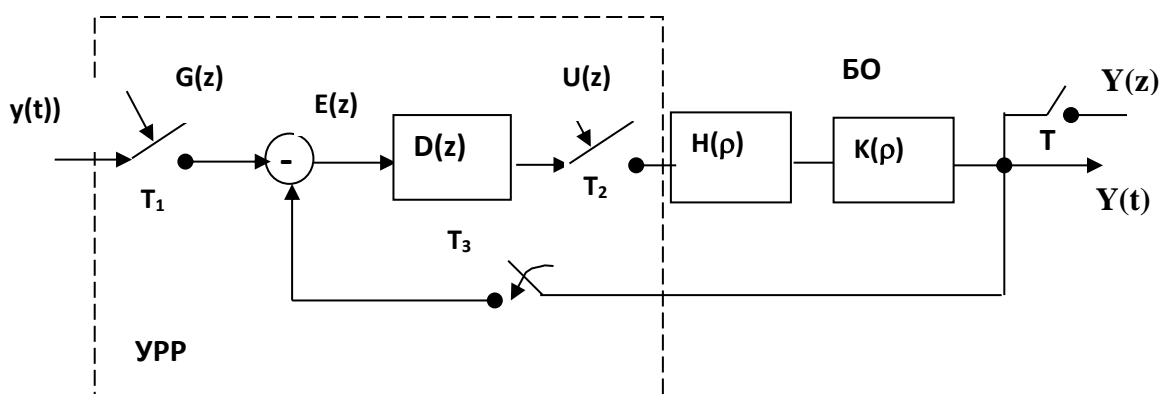 G(z)
U(z)
БО
Y(z)
y(t))
E(z)
D(z)
H(ρ)
K(ρ)
-
T
T₁
T₂
Y(t)
T₃
УРР